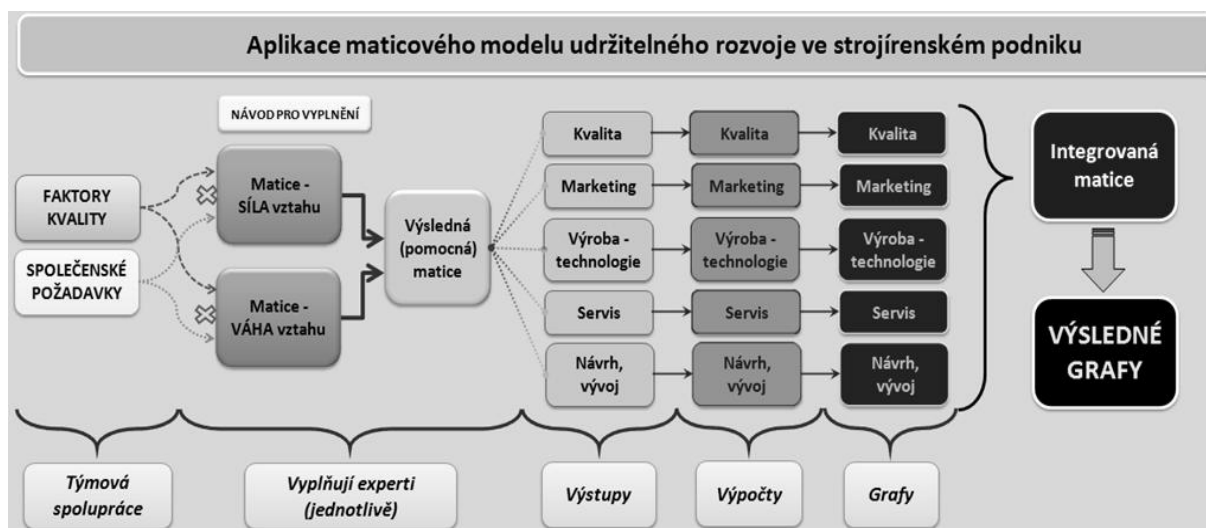 Aplikace maticového modelu udržitelného rozvoje ve strojírenském podniku
NÁVOD PRO VYPLNĚNÍ
FAKTORY
KVALITY
SPOLEČENSKÉ
POŽADAVKY
Matice -
SÍLA vztahu
Matice -
VÁHA vztahu
Výsledná
(pomocná)
matice
Kvalita
Marketing
Výroba -
technologie
Servis
Návrh,
vývoj
Kvalita
Marketing
Výroba -
technologie
Servis
Návrh,
vývoj
Kvalita
Marketing
Výroba -
technologie
Servis
Návrh,
vývoj
Integrovaná
matice
VÝSLEDNÉ
GRAFY
Týmová
spolupráce
Vyplňují experti
(jednotlivě)
Výstupy
Výpočty
Grafy